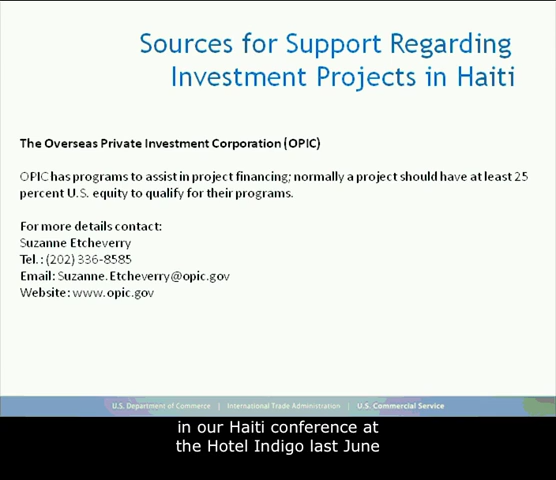 Sources for Support Regarding
Investment Projects in Haiti
The Overseas Private Investment Corporation (OPIC)
OPIC has programs to assist in project financing; normally a project should have at least 25
percent U.S. equity to qualify for their programs.
For more details contact:
Suzanne Etcheverry
Tel.: (202) 336-8585
Email: Suzanne.Etcheverry@opic.gov
Website: www.opic.gov
U.S. Department of Commerce | International Trade Administration | U.S. Commercial Service
in our Haiti conference at
the Hotel Indigo last June